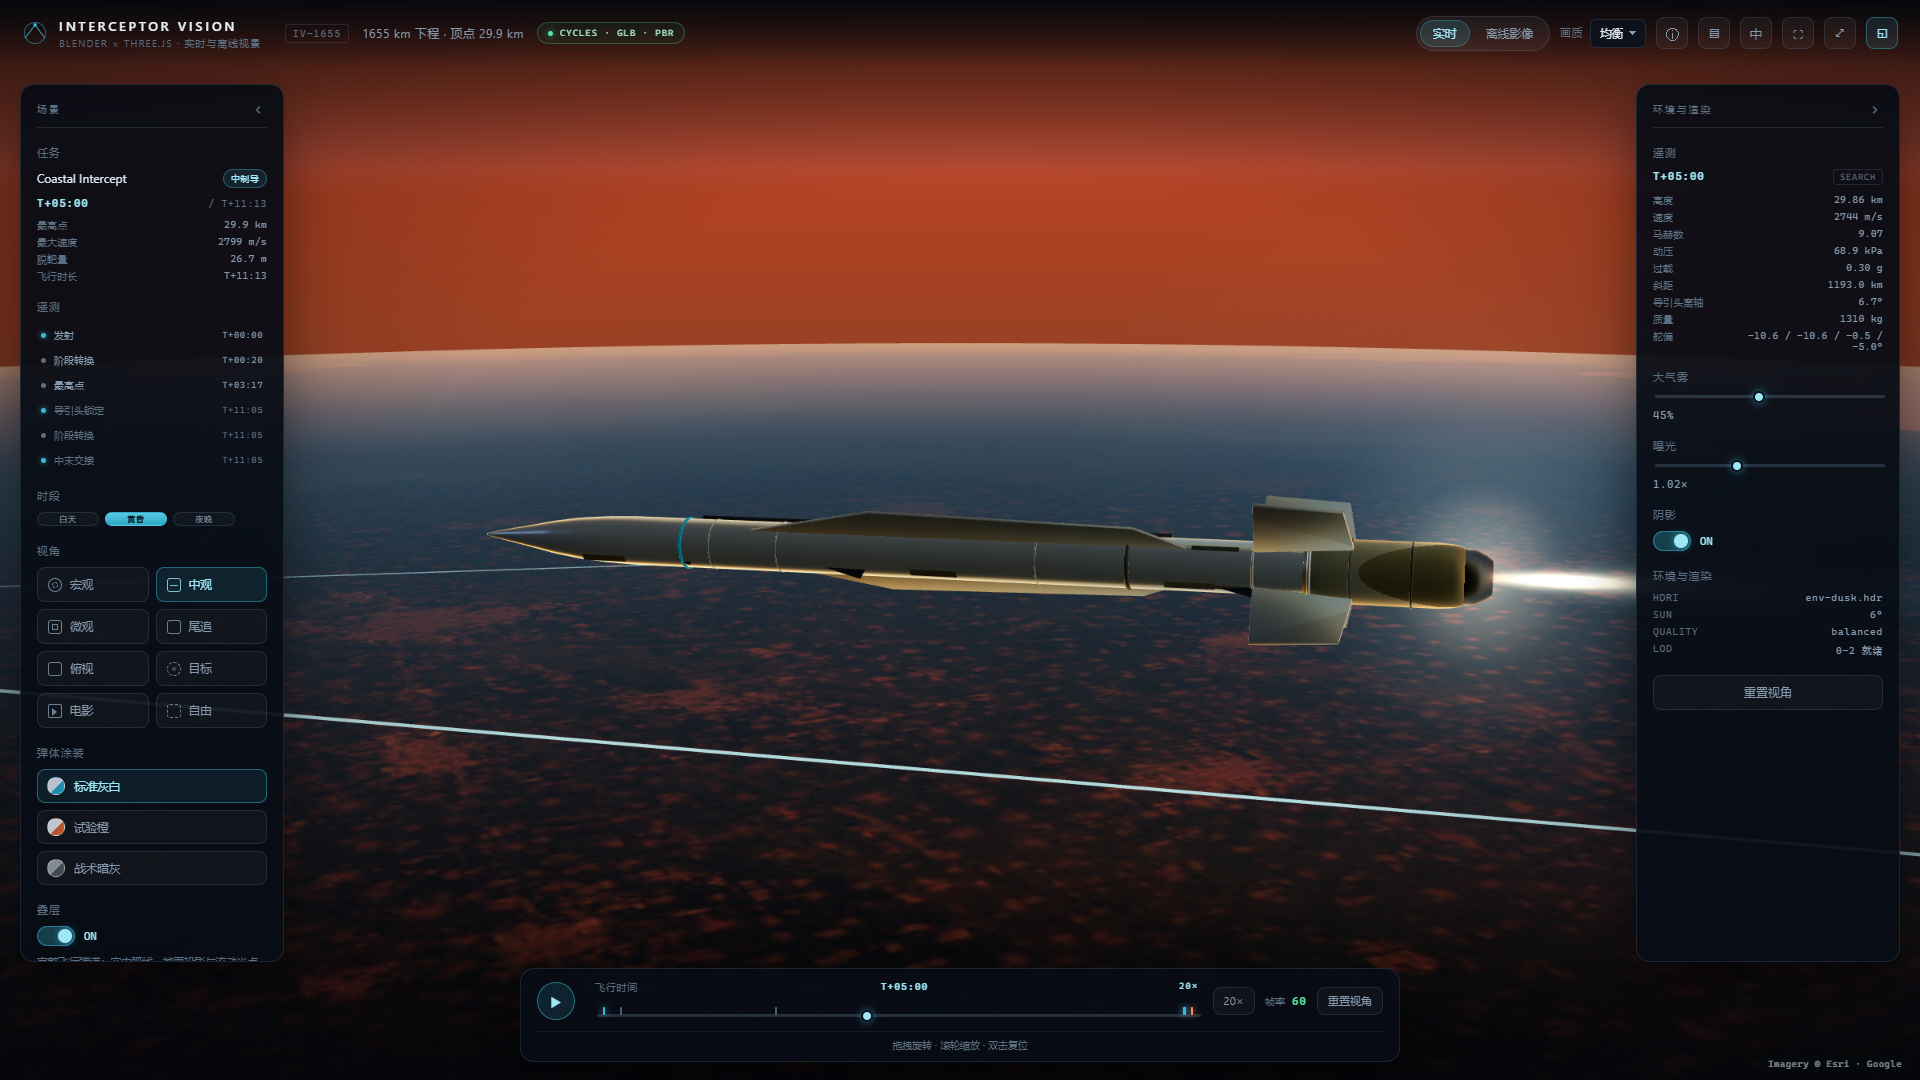 INTERCEPTOR VISION
BLENDER × THREE.JS · 实时与离线视景
IV-1655
1655 km 下程 · 顶点 29.9 km
CYCLES · GLB · PBR
实时
离线影像
画质
均衡
中
场景
任务
Coastal Intercept
中制导
T+05:00
/ T+11:13
最高点 29.9 km
最大速度 2799 m/s
脱靶量 26.7 m
飞行时长 T+11:13
遥测
发射 T+00:00
阶段转换 T+00:20
最高点 T+03:17
导引头锁定 T+11:05
阶段转换 T+11:05
中末交接 T+11:05
时段
白天 黄昏 夜晚
视角
宏观 中观
微观 尾追
俯视 目标
电影 自由
弹体涂装
标准灰白
试验橙
战术暗灰
叠层
ON
环境与渲染
遥测
T+05:00 SEARCH
高度 29.86 km
速度 2744 m/s
马赫数 9.07
动压 68.9 kPa
过载 0.30 g
斜距 1193.0 km
导引头离轴 6.7°
质量 1310 kg
舵偏 -10.6 / -10.6 / -0.5 /
-5.0°
大气雾
45%
曝光
1.02×
阴影
ON
环境与渲染
HDRI env-dusk.hdr
SUN 6°
QUALITY balanced
LOD 0-2 就绪
重置视角
飞行时间 T+05:00 20×
20× 帧率 60 重置视角
拖拽旋转 · 滚轮缩放 · 双击复位
Imagery © Esri · Google